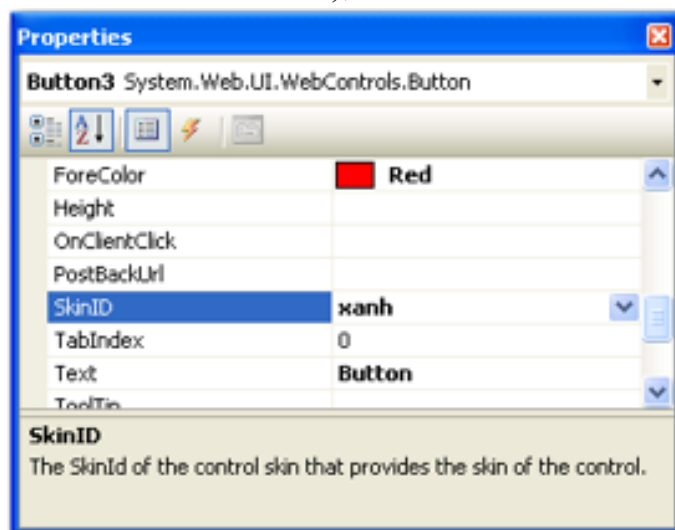 Properties
Button3 System.Web.UI.WebControls.Button
ForeColor Red
Height
OnClientClick
PostBackUrl
SkinID xanh
TabIndex 0
Text Button
ToolTip
SkinID
The SkinId of the control skin that provides the skin of the control.